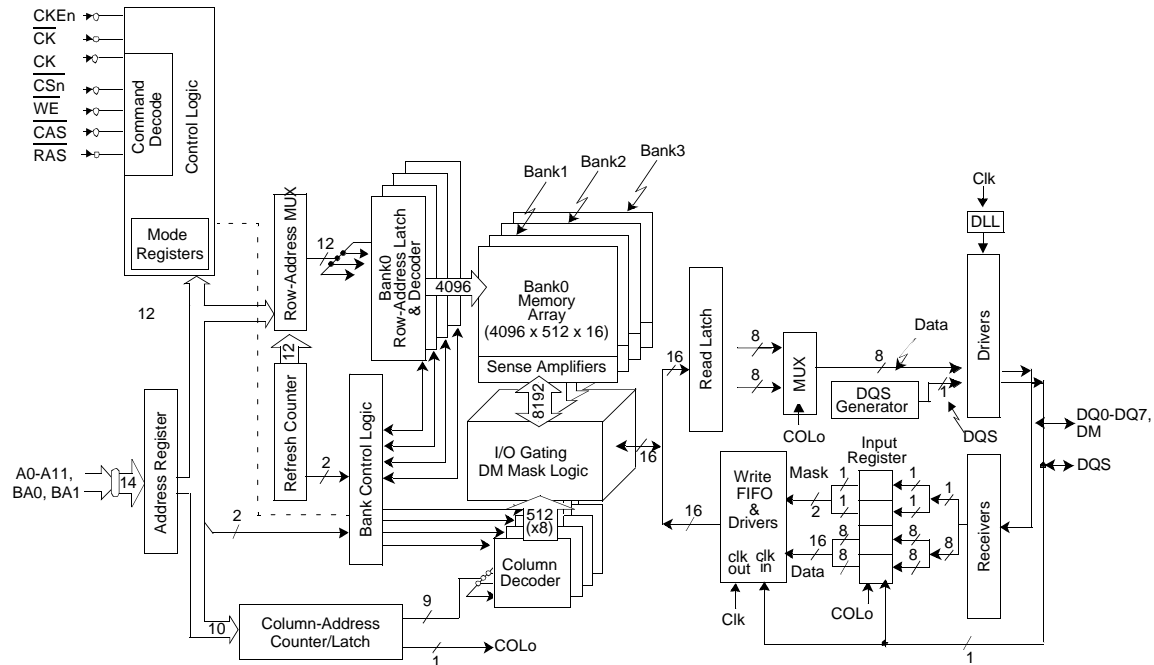 CKEn
CK
CK
CSn
WE
CAS
RAS
Command
Decode
Control Logic
Mode
Registers
12
Row-Address MUX
12
Refresh Counter
12
Bank0
Row-Address Latch
& Decoder
4096
Bank1
Bank2
Bank3
Bank0
Memory
Array
(4096 x 512 x 16)
Sense Amplifiers
8192
I/O Gating
DM Mask Logic
16
512
(x8)
Column
Decoder
Bank Control Logic
2
2
A0-A11,
BA0, BA1
14
Address Register
10
Column-Address
Counter/Latch
9
1
COLo
16
Read Latch
8
8
MUX
COLo
8
Data
DQS
Generator
1
DQS
Clk
DLL
Drivers
DQ0-DQ7,
DM
DQS
16
Write
FIFO
&
Drivers
clk
out
clk
in
Clk
Mask
2
16
Data
Input
Register
1
1
8
8
1
1
8
8
1
8
COLo
Receivers
1